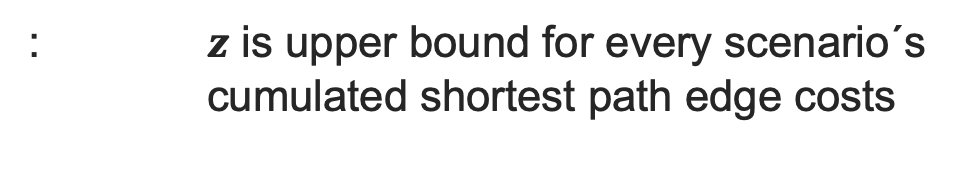 : z is upper bound for every scenario´s
cumulated shortest path edge costs